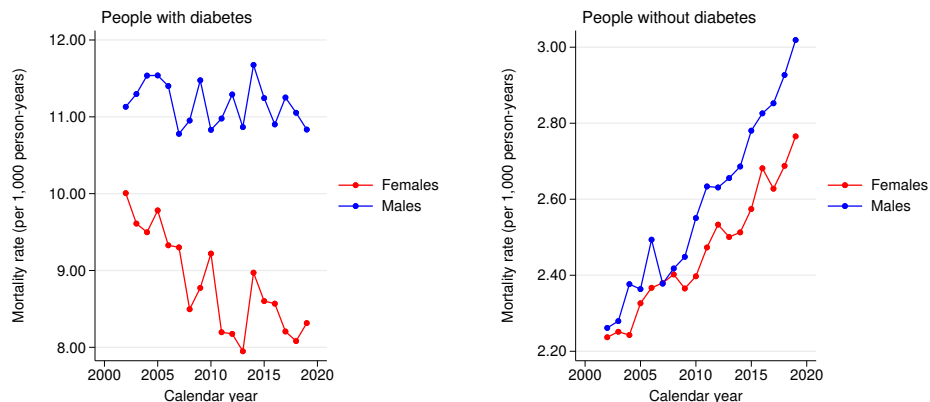 People with diabetes
12.00
11.00
10.00
9.00
8.00
Mortality rate (per 1,000 person-years)
2000 2005 2010 2015 2020
Calendar year
Females
Males
People without diabetes
3.00
2.80
2.60
2.40
2.20
Mortality rate (per 1,000 person-years)
2000 2005 2010 2015 2020
Calendar year
Females
Males